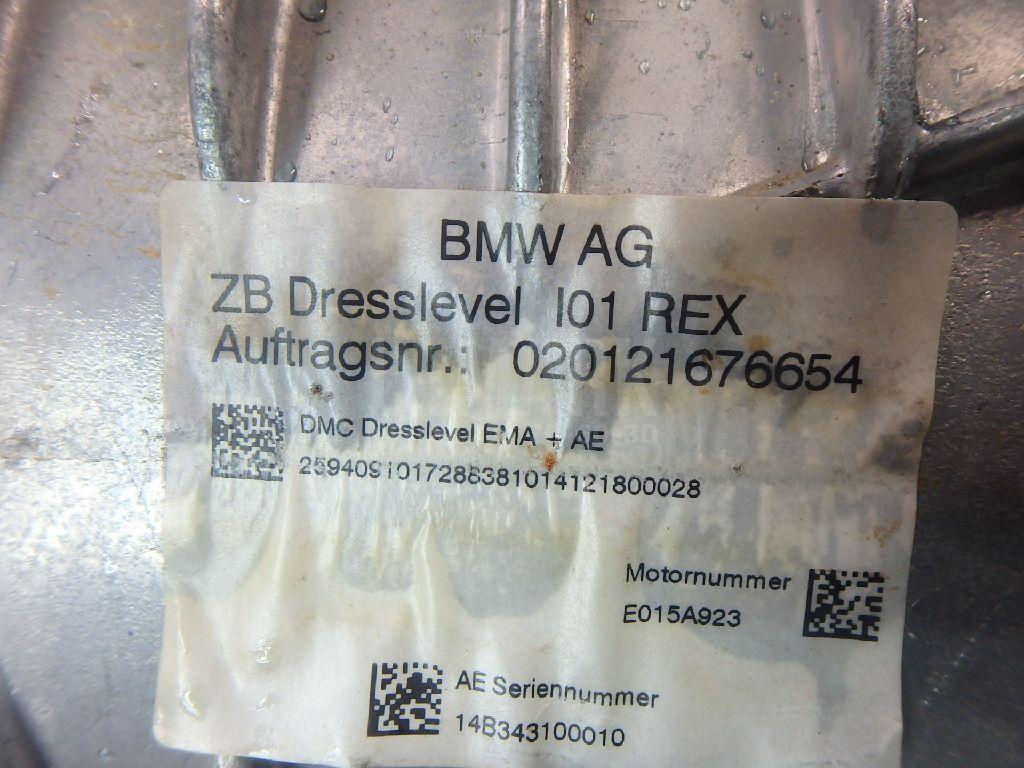 BMW AG
ZB Dresslevel I01 REX
Auftragsnr.: 020121676654
DMC Dresslevel EMA + AE
2594091017288381014121800028
Motornummer
E015A923
AE Seriennummer
14B343100010